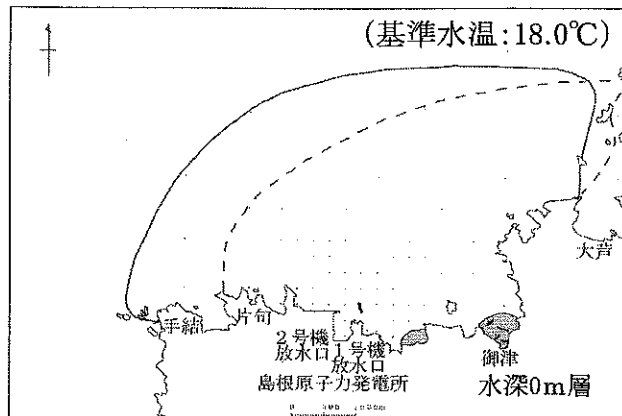 (基準水温:18.0℃)
大芦
手結
片句
2号機
放水口
1号機
放水口
御津
島根原子力発電所
水深0m層